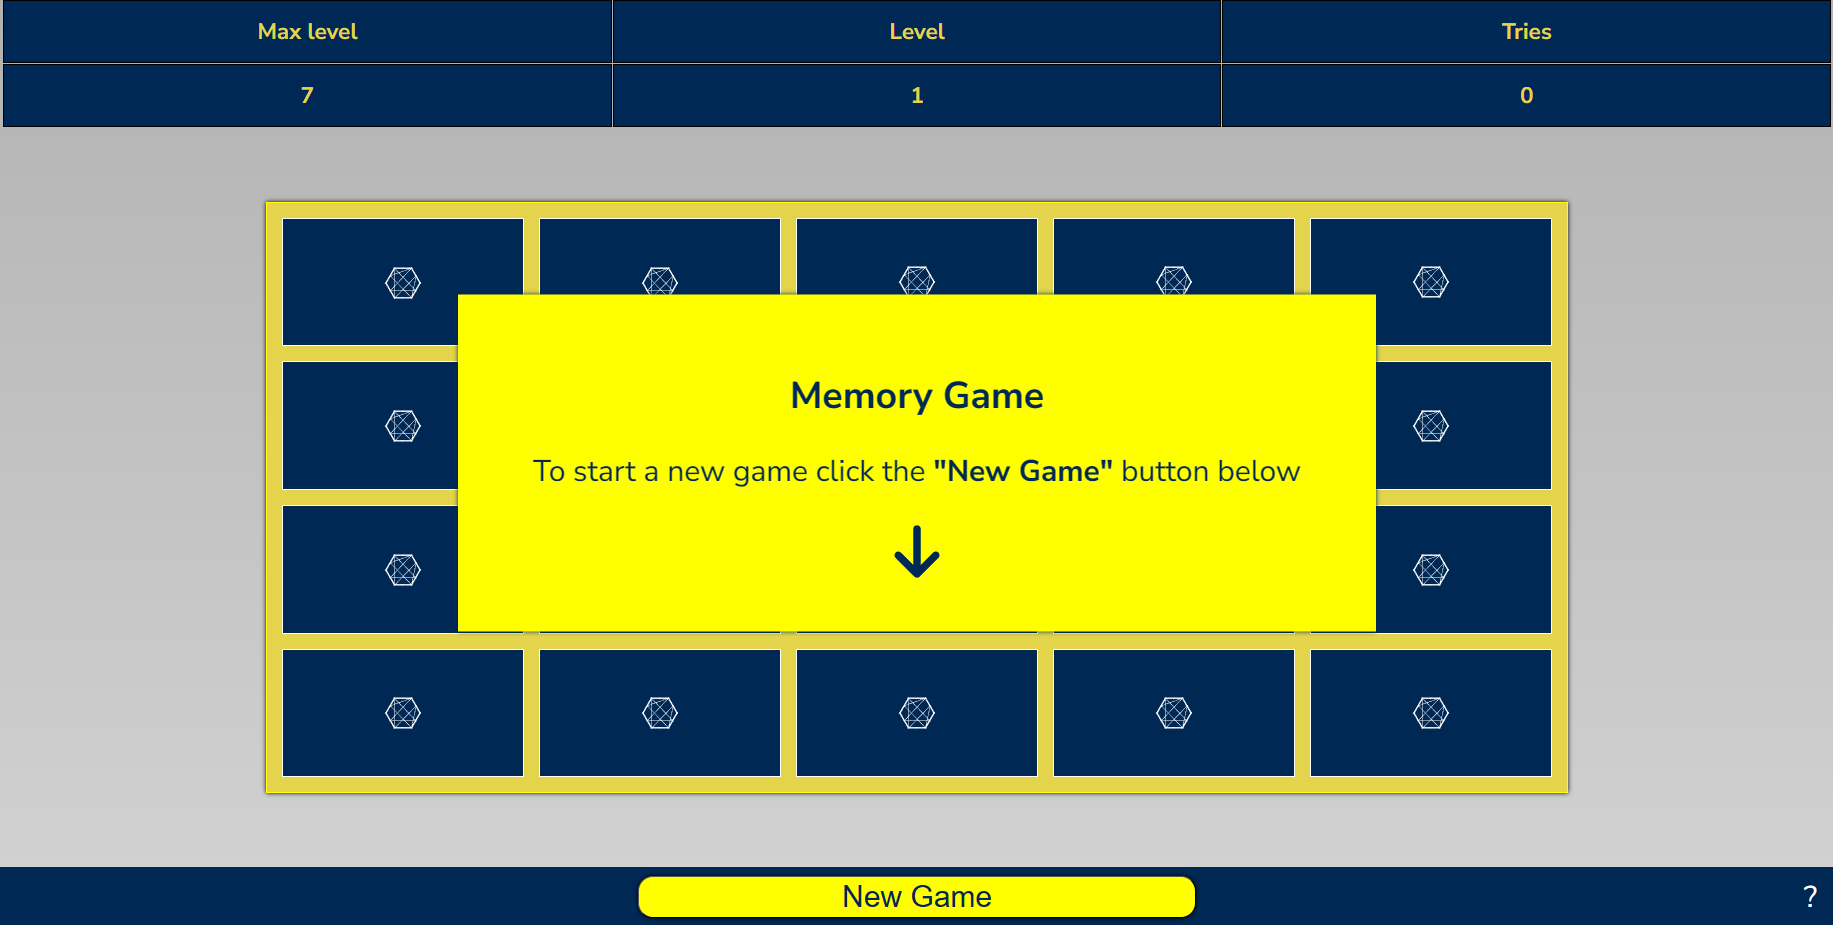 Max level Level Tries
7 1 0
Memory Game
To start a new game click the "New Game" button below
New Game ?